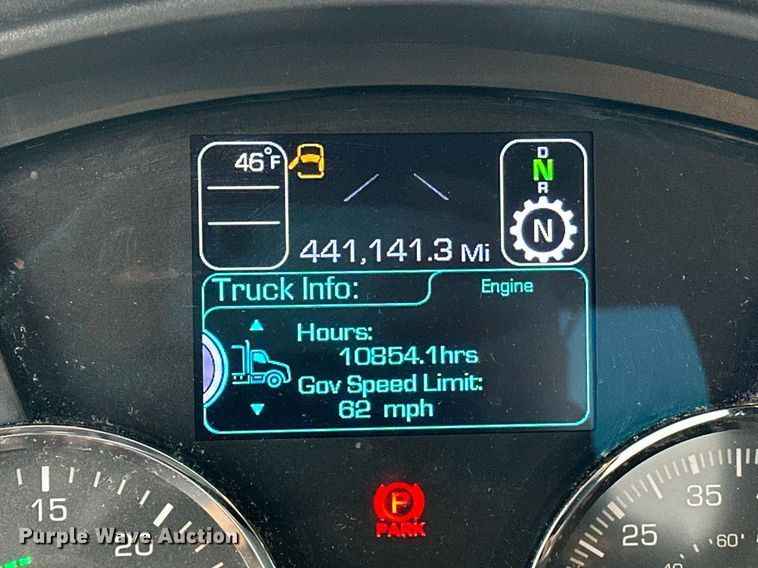 46°F
D
N
R
N
441,141.3 Mi
Truck Info:
Engine
Hours:
10854.1hrs
Gov Speed Limit:
62 mph
P
PARK
15
20
25
35
60
Purple Wave Auction